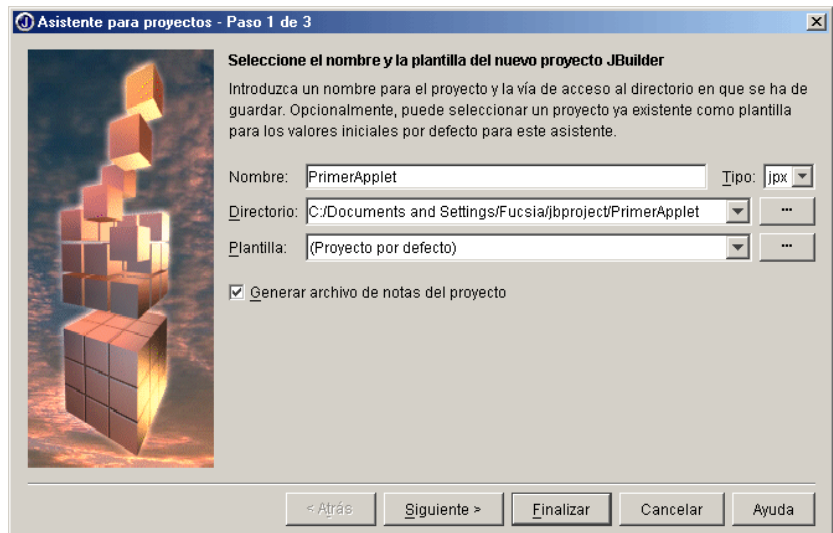 Asistente para proyectos - Paso 1 de 3
Seleccione el nombre y la plantilla del nuevo proyecto JBuilder
Introduzca un nombre para el proyecto y la vía de acceso al directorio en que se ha de
guardar. Opcionalmente, puede seleccionar un proyecto ya existente como plantilla
para los valores iniciales por defecto para este asistente.
Nombre: PrimerApplet Tipo: jpx
Directorio: C:/Documents and Settings/Fucsia/jbproject/PrimerApplet ...
Plantilla: (Proyecto por defecto) ...
Generar archivo de notas del proyecto
< Atrás Siguiente > Finalizar Cancelar Ayuda